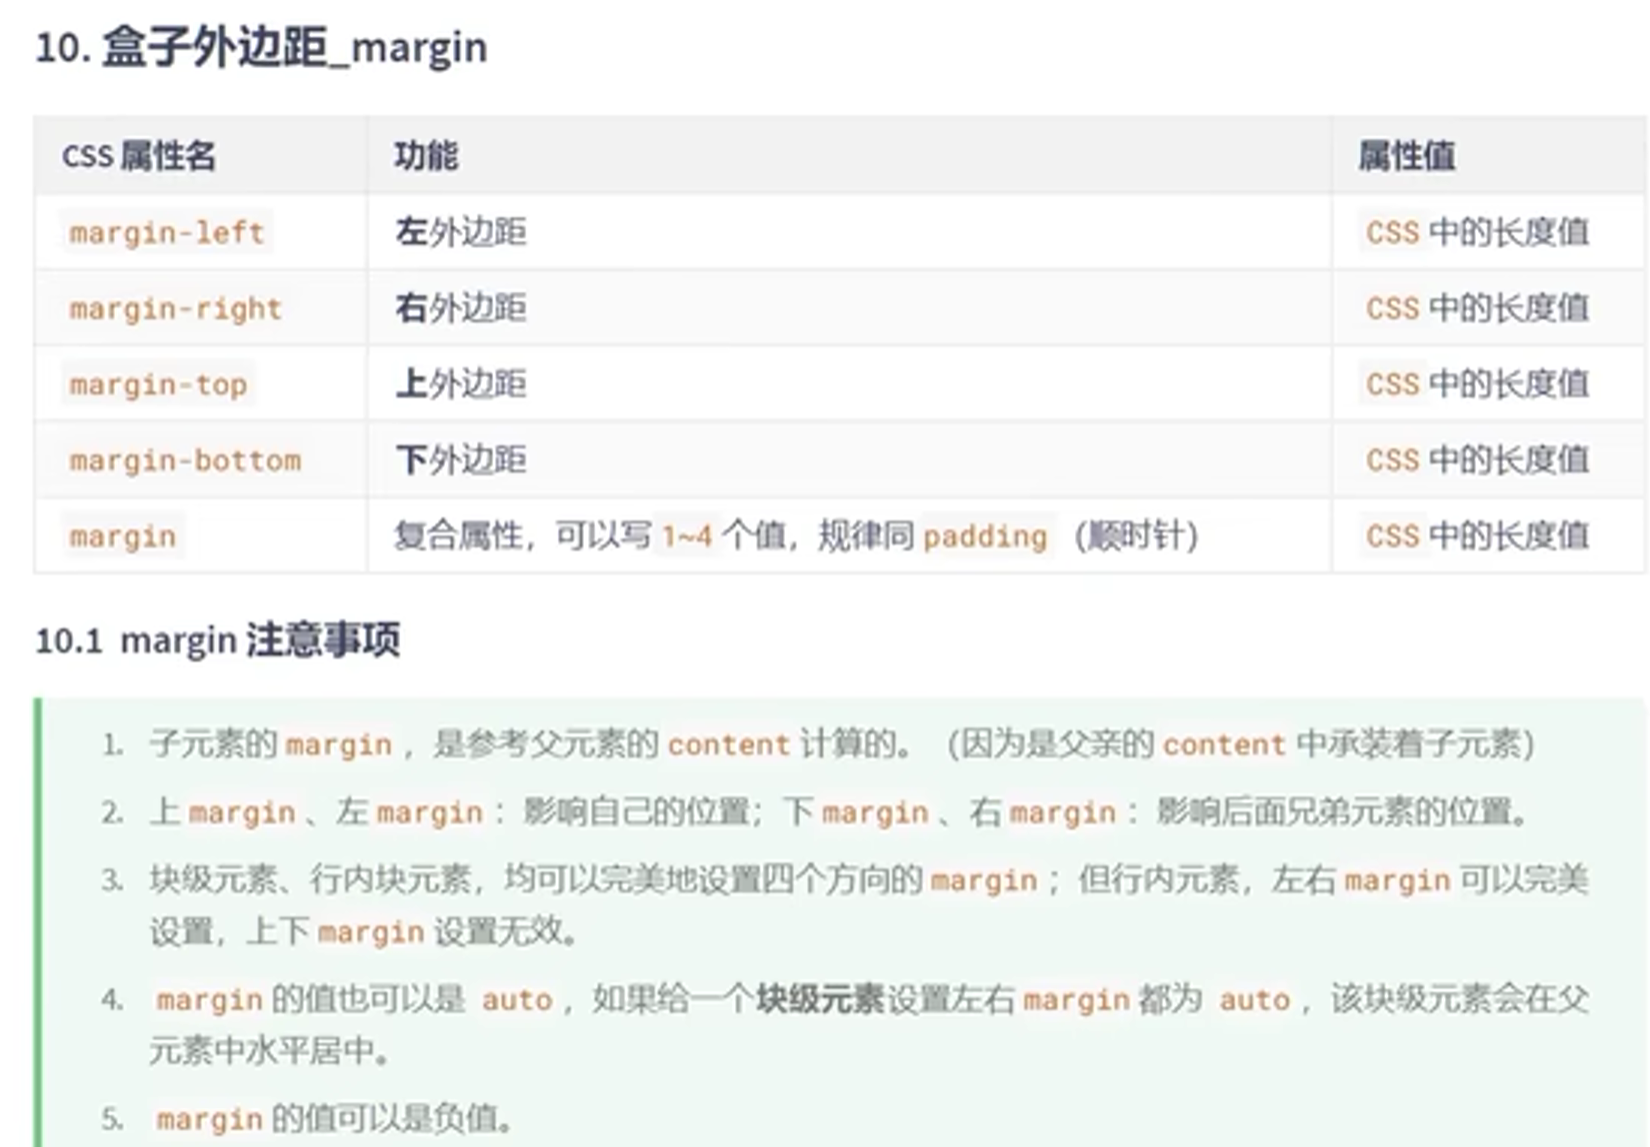 10. 盒子外边距_margin
CSS 属性名 功能 属性值
margin-left 左外边距 CSS 中的长度值
margin-right 右外边距 CSS 中的长度值
margin-top 上外边距 CSS 中的长度值
margin-bottom 下外边距 CSS 中的长度值
margin 复合属性，可以写 1~4 个值，规律同 padding （顺时针） CSS 中的长度值
10.1 margin 注意事项
1. 子元素的 margin ，是参考父元素的 content 计算的。（因为是父亲的 content 中承装着子元素）
2. 上 margin 、左 margin ：影响自己的位置；下 margin 、右 margin ：影响后面兄弟元素的位置。
3. 块级元素、行内块元素，均可以完美地设置四个方向的 margin ；但行内元素，左右 margin 可以完美
设置，上下 margin 设置无效。
4. margin 的值也可以是 auto ，如果给一个块级元素设置左右 margin 都为 auto ，该块级元素会在父
元素中水平居中。
5. margin 的值可以是负值。